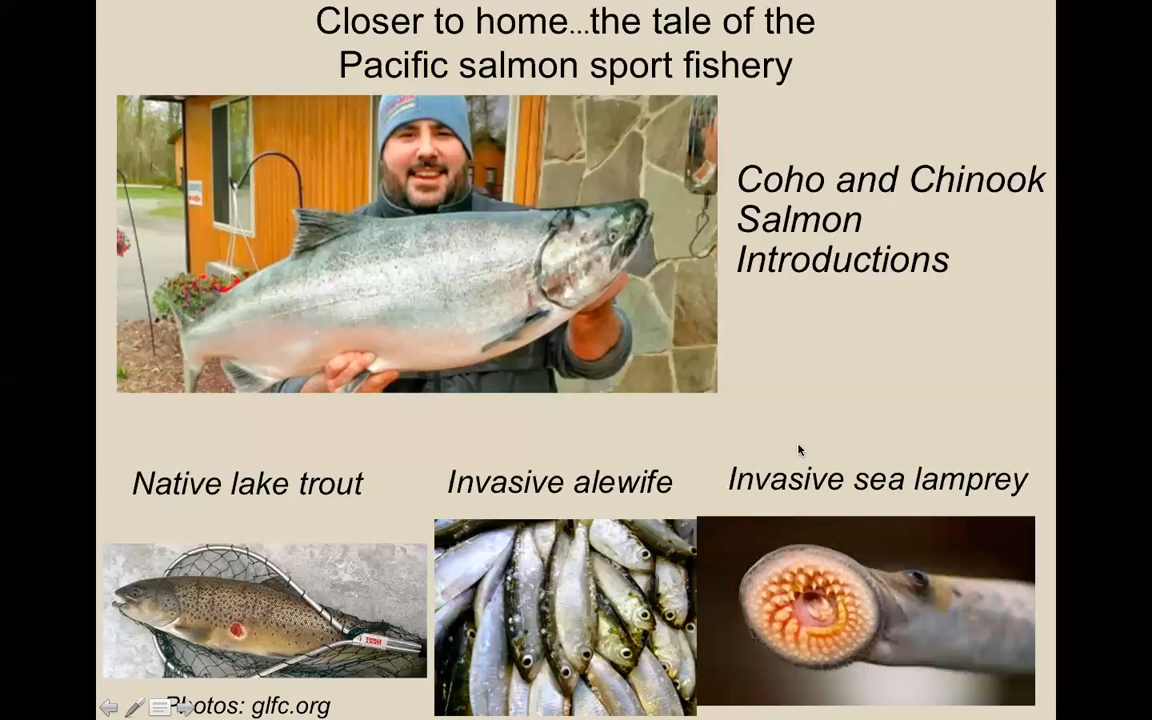 Closer to home...the tale of the
Pacific salmon sport fishery
Coho and Chinook
Salmon
Introductions
Native lake trout
Invasive alewife
Invasive sea lamprey
Photos: glfc.org